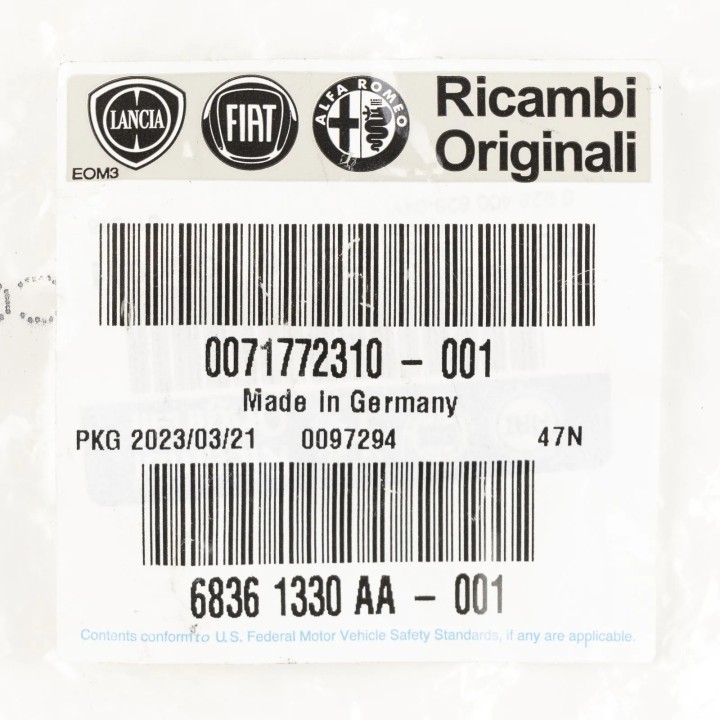 LANCIA FIAT ALFA ROMEO Ricambi
Originali
EOM3
0071772310 - 001
Made In Germany
PKG 2023/03/21 0097294 47N
6836 1330 AA - 001
Contents conform to U.S. Federal Motor Vehicle Safety Standards, if any are applicable.